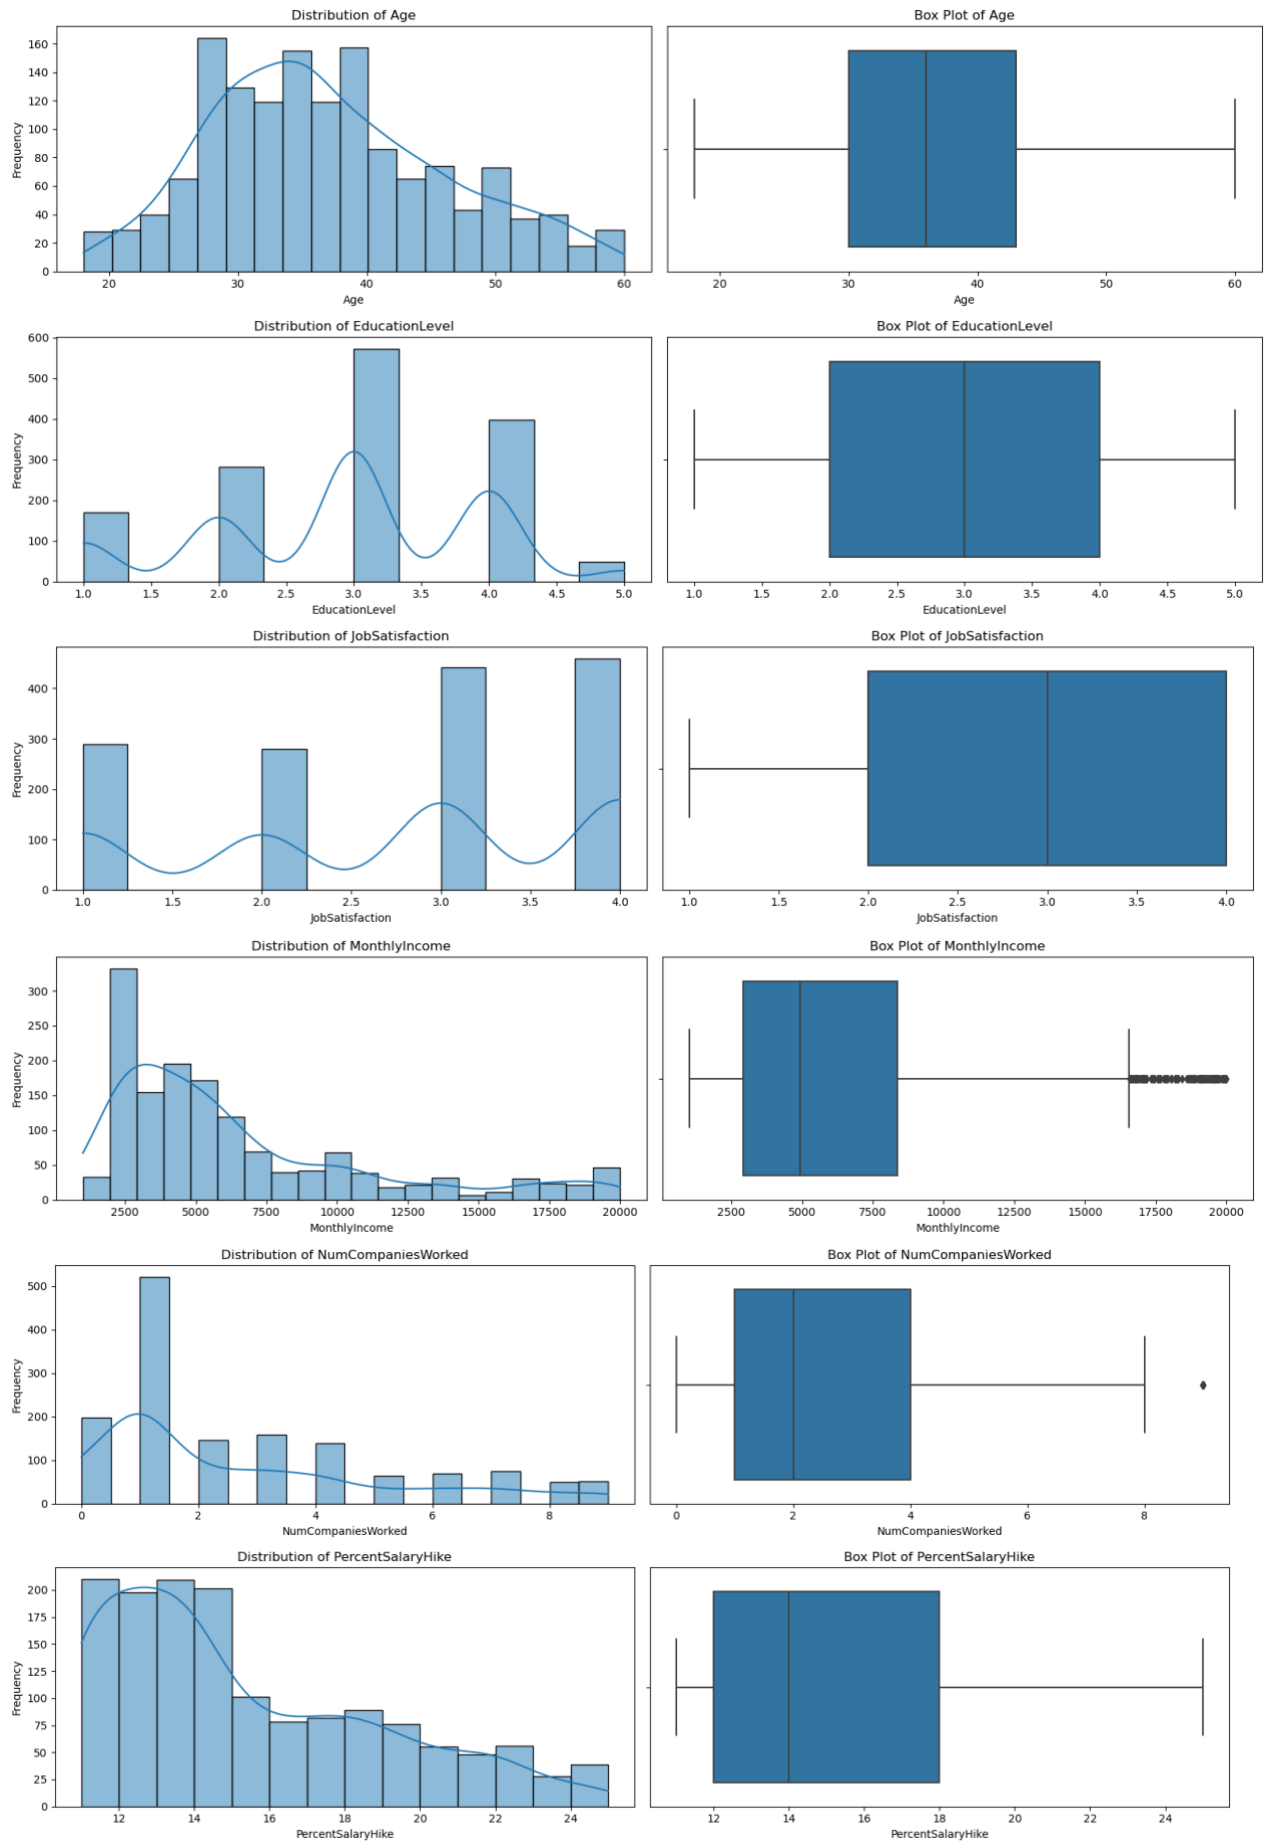 Distribution of Age
Box Plot of Age
160
140
120
100
80
60
40
20
0
Frequency
20 30 40 50 60
Age
20 30 40 50 60
Age
Distribution of EducationLevel
Box Plot of EducationLevel
600
500
400
300
200
100
0
Frequency
1.0 1.5 2.0 2.5 3.0 3.5 4.0 4.5 5.0
EducationLevel
1.0 1.5 2.0 2.5 3.0 3.5 4.0 4.5 5.0
EducationLevel
Distribution of JobSatisfaction
Box Plot of JobSatisfaction
400
300
200
100
0
Frequency
1.0 1.5 2.0 2.5 3.0 3.5 4.0
JobSatisfaction
1.0 1.5 2.0 2.5 3.0 3.5 4.0
JobSatisfaction
Distribution of MonthlyIncome
Box Plot of MonthlyIncome
300
250
200
150
100
50
0
Frequency
2500 5000 7500 10000 12500 15000 17500 20000
MonthlyIncome
2500 5000 7500 10000 12500 15000 17500 20000
MonthlyIncome
Distribution of NumCompaniesWorked
Box Plot of NumCompaniesWorked
500
400
300
200
100
0
Frequency
0 2 4 6 8
NumCompaniesWorked
0 2 4 6 8
NumCompaniesWorked
Distribution of PercentSalaryHike
Box Plot of PercentSalaryHike
200
175
150
125
100
75
50
25
0
Frequency
12 14 16 18 20 22 24
PercentSalaryHike
12 14 16 18 20 22 24
PercentSalaryHike